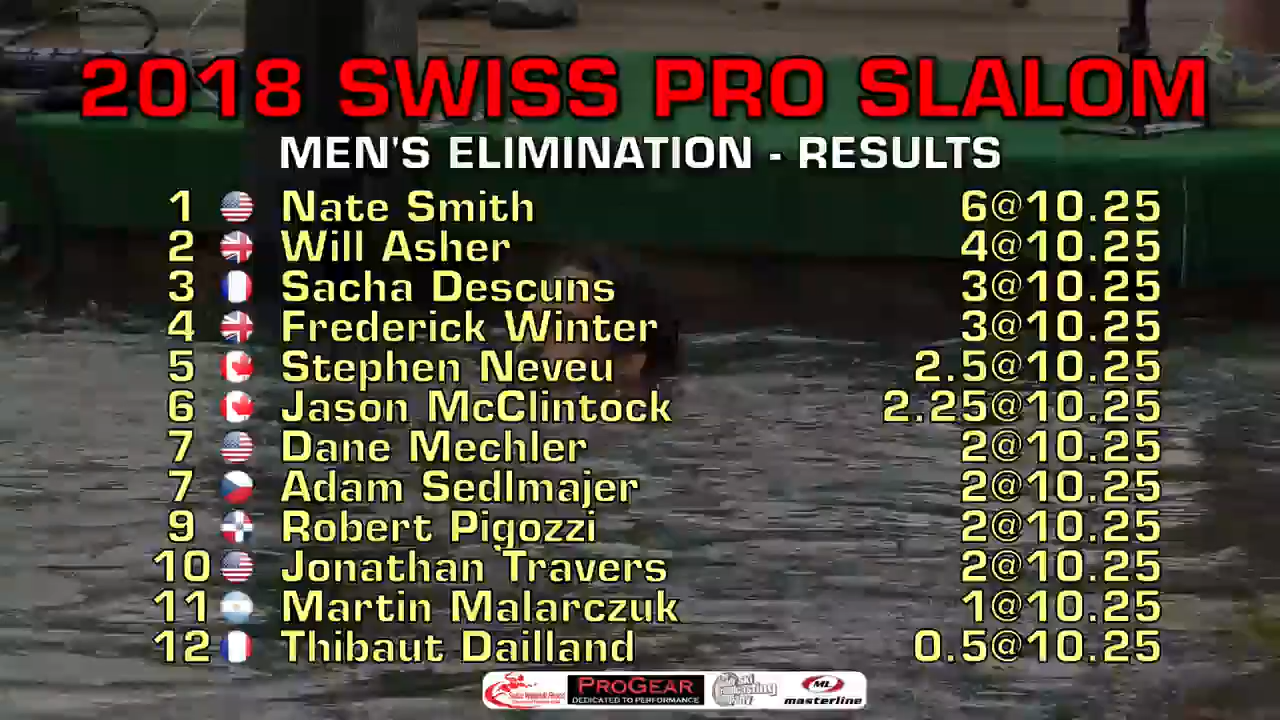 2018 SWISS PRO SLALOM
MEN'S ELIMINATION - RESULTS
1 Nate Smith 6@10.25
2 Will Asher 4@10.25
3 Sacha Descuns 3@10.25
4 Frederick Winter 3@10.25
5 Stephen Neveu 2.5@10.25
6 Jason McClintock 2.25@10.25
7 Dane Mechler 2@10.25
7 Adam Sedlmajer 2@10.25
9 Robert Pigozzi 2@10.25
10 Jonathan Travers 2@10.25
11 Martin Malarczuk 1@10.25
12 Thibaut Dailland 0.5@10.25
PROGEAR
DEDICATED TO PERFORMANCE
ML
masterline